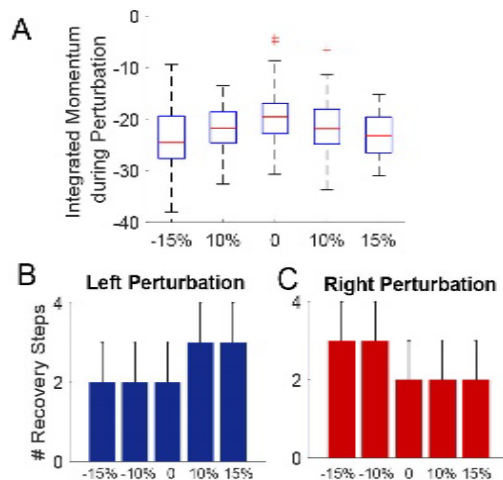 A
Integrated Momentum
during Perturbation
0
-10
-20
-30
-40
-15% 10% 0 10% 15%
B
Left Perturbation
# Recovery Steps
4
2
0
-15% -10% 0 10% 15%
C
Right Perturbation
4
2
0
-15% -10% 0 10% 15%